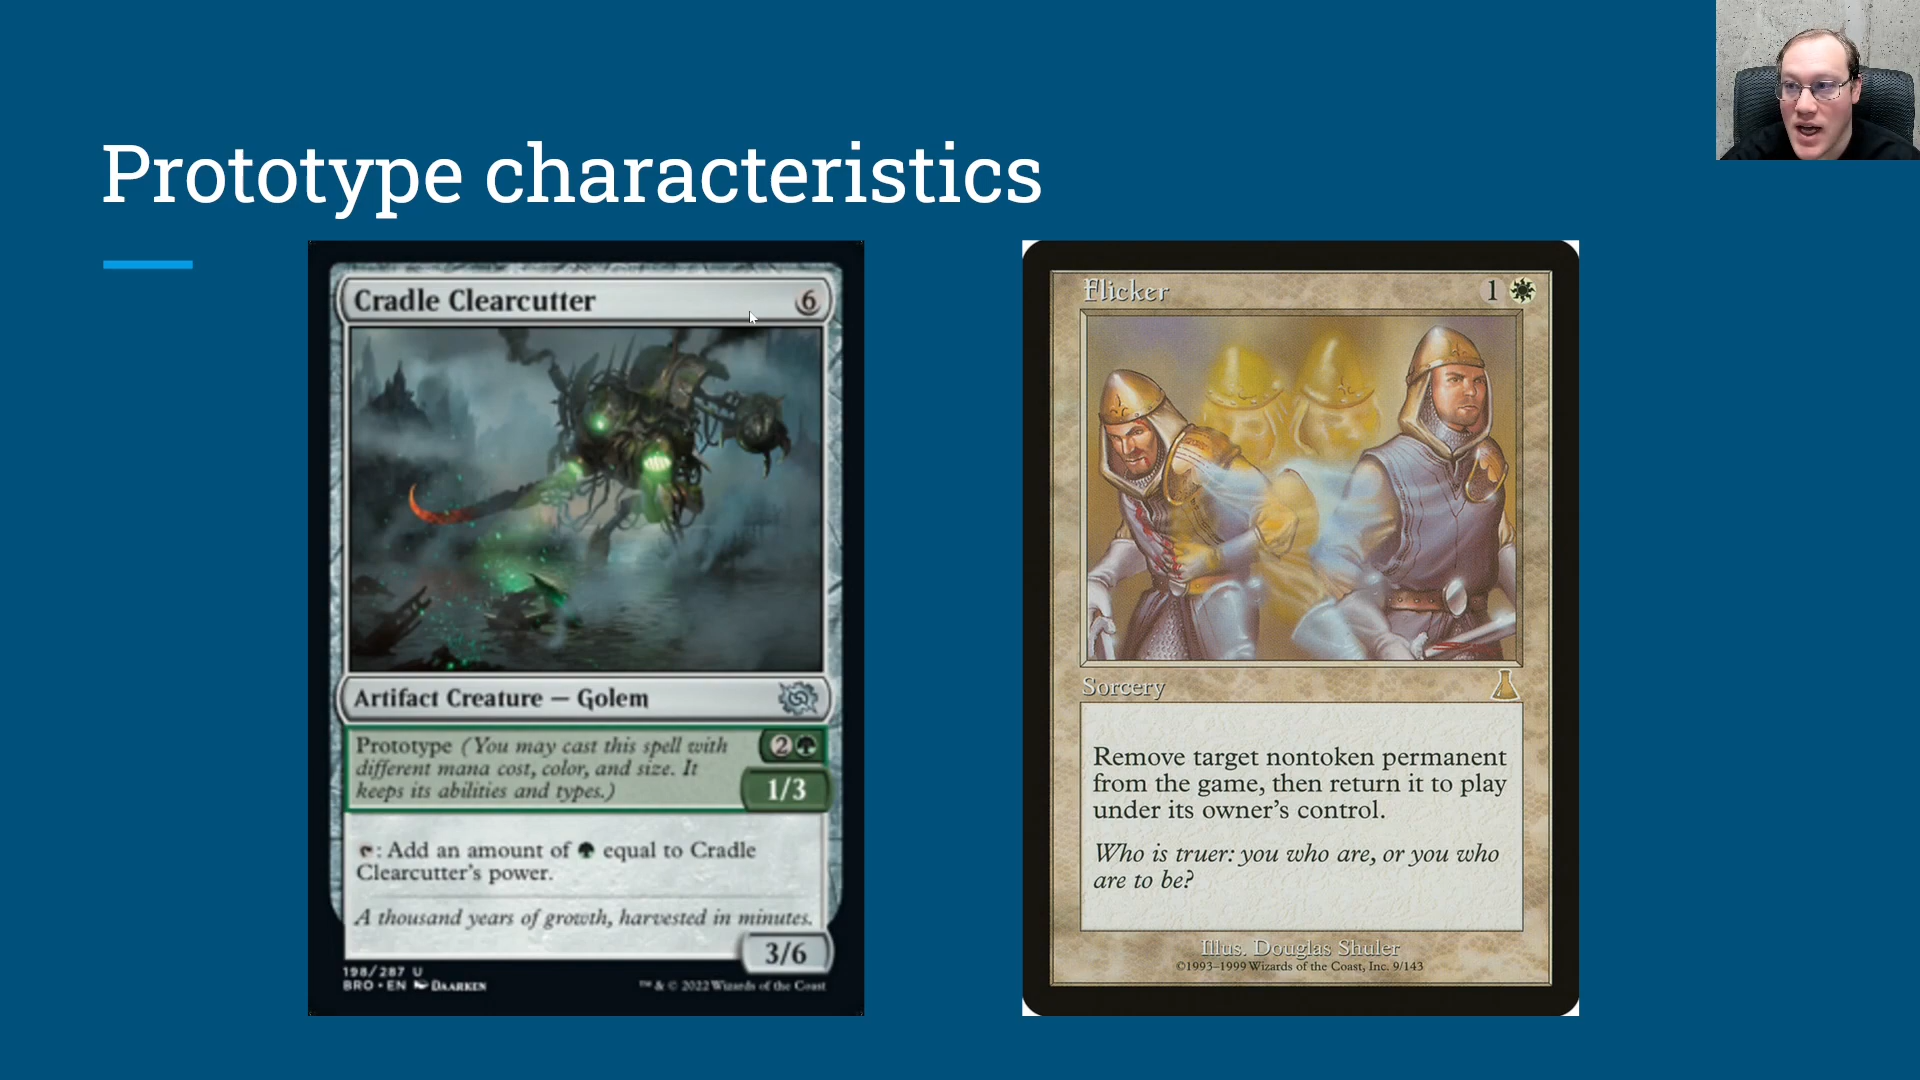 Prototype characteristics
Cradle Clearcutter 6
Artifact Creature — Golem
Prototype (You may cast this spell with
different mana cost, color, and size. It
keeps its abilities and types.)
2
1/3
: Add an amount of equal to Cradle
Clearcutter's power.
A thousand years of growth, harvested in minutes.
3/6
198/287 U
BRO • EN DAARKEN
™ & © 2022 Wizards of the Coast
Flicker 1
Sorcery
Remove target nontoken permanent
from the game, then return it to play
under its owner's control.
Who is truer: you who are, or you who
are to be?
Illus. Douglas Shuler
©1993–1999 Wizards of the Coast, Inc. 9/143